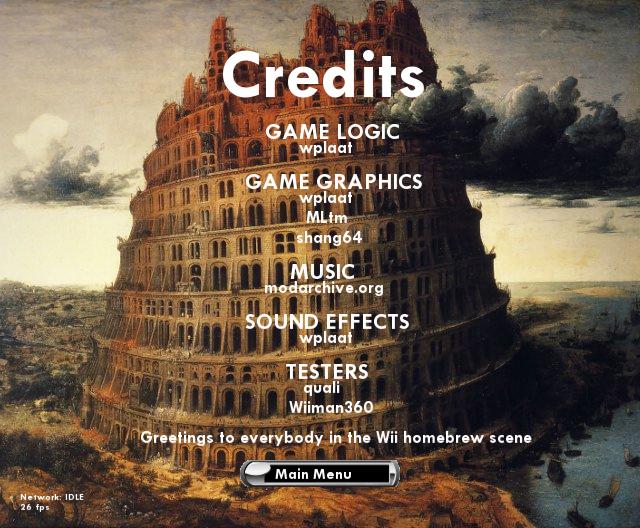 Credits
GAME LOGIC
wplaat
GAME GRAPHICS
wplaat
MLtm
shang64
MUSIC
modarchive.org
SOUND EFFECTS
wplaat
TESTERS
quali
Wiiman360
Greetings to everybody in the Wii homebrew scene
Main Menu
Network: IDLE
26 fps